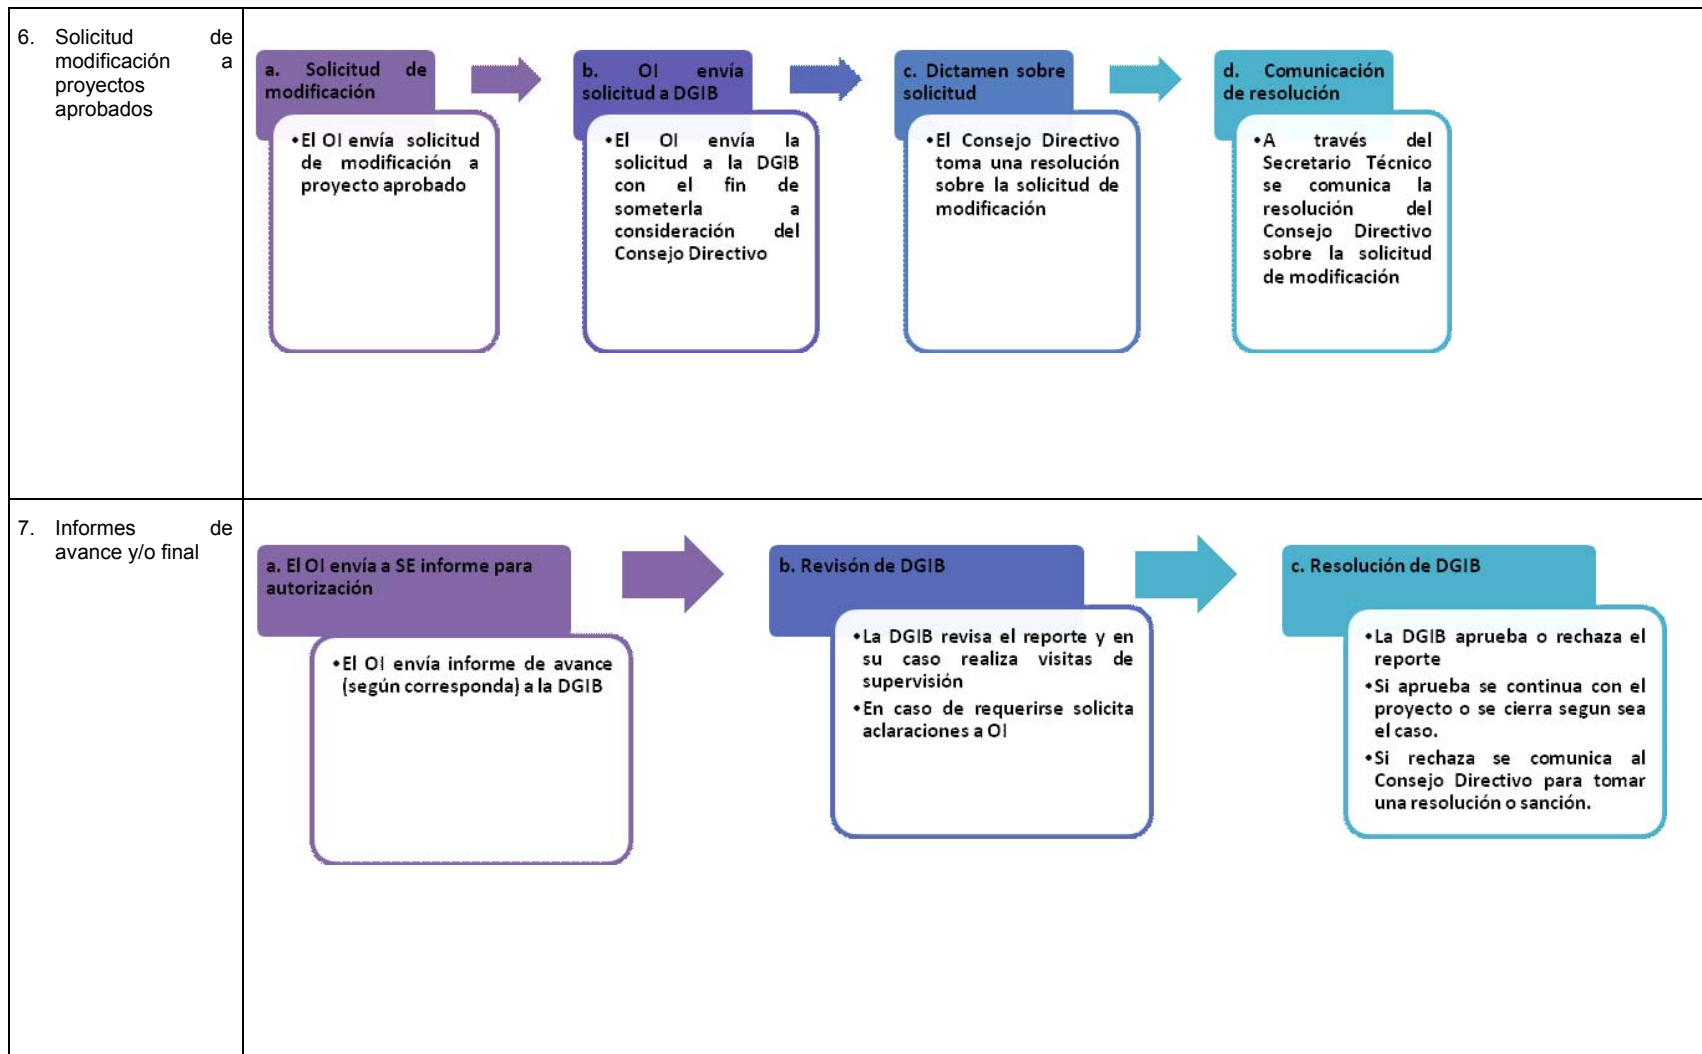 6. Solicitud de
modificación a
proyectos
aprobados
a. Solicitud de
modificación
•El OI envía solicitud
de modificación a
proyecto aprobado
b. OI envía
solicitud a DGIB
•El OI envía la
solicitud a la DGIB
con el fin de
someterla a
consideración del
Consejo Directivo
c. Dictamen sobre
solicitud
•El Consejo Directivo
toma una resolución
sobre la solicitud de
modificación
d. Comunicación
de resolución
•A través del
Secretario Técnico
se comunica la
resolución del
Consejo Directivo
sobre la solicitud
de modificación
7. Informes de
avance y/o final
a. El OI envía a SE informe para
autorización
•El OI envía informe de avance
(según corresponda) a la DGIB
b. Revisón de DGIB
•La DGIB revisa el reporte y en
su caso realiza visitas de
supervisión
•En caso de requerirse solicita
aclaraciones a OI
c. Resolución de DGIB
•La DGIB aprueba o rechaza el
reporte
•Si aprueba se continua con el
proyecto o se cierra segun sea
el caso.
•Si rechaza se comunica al
Consejo Directivo para tomar
una resolución o sanción.